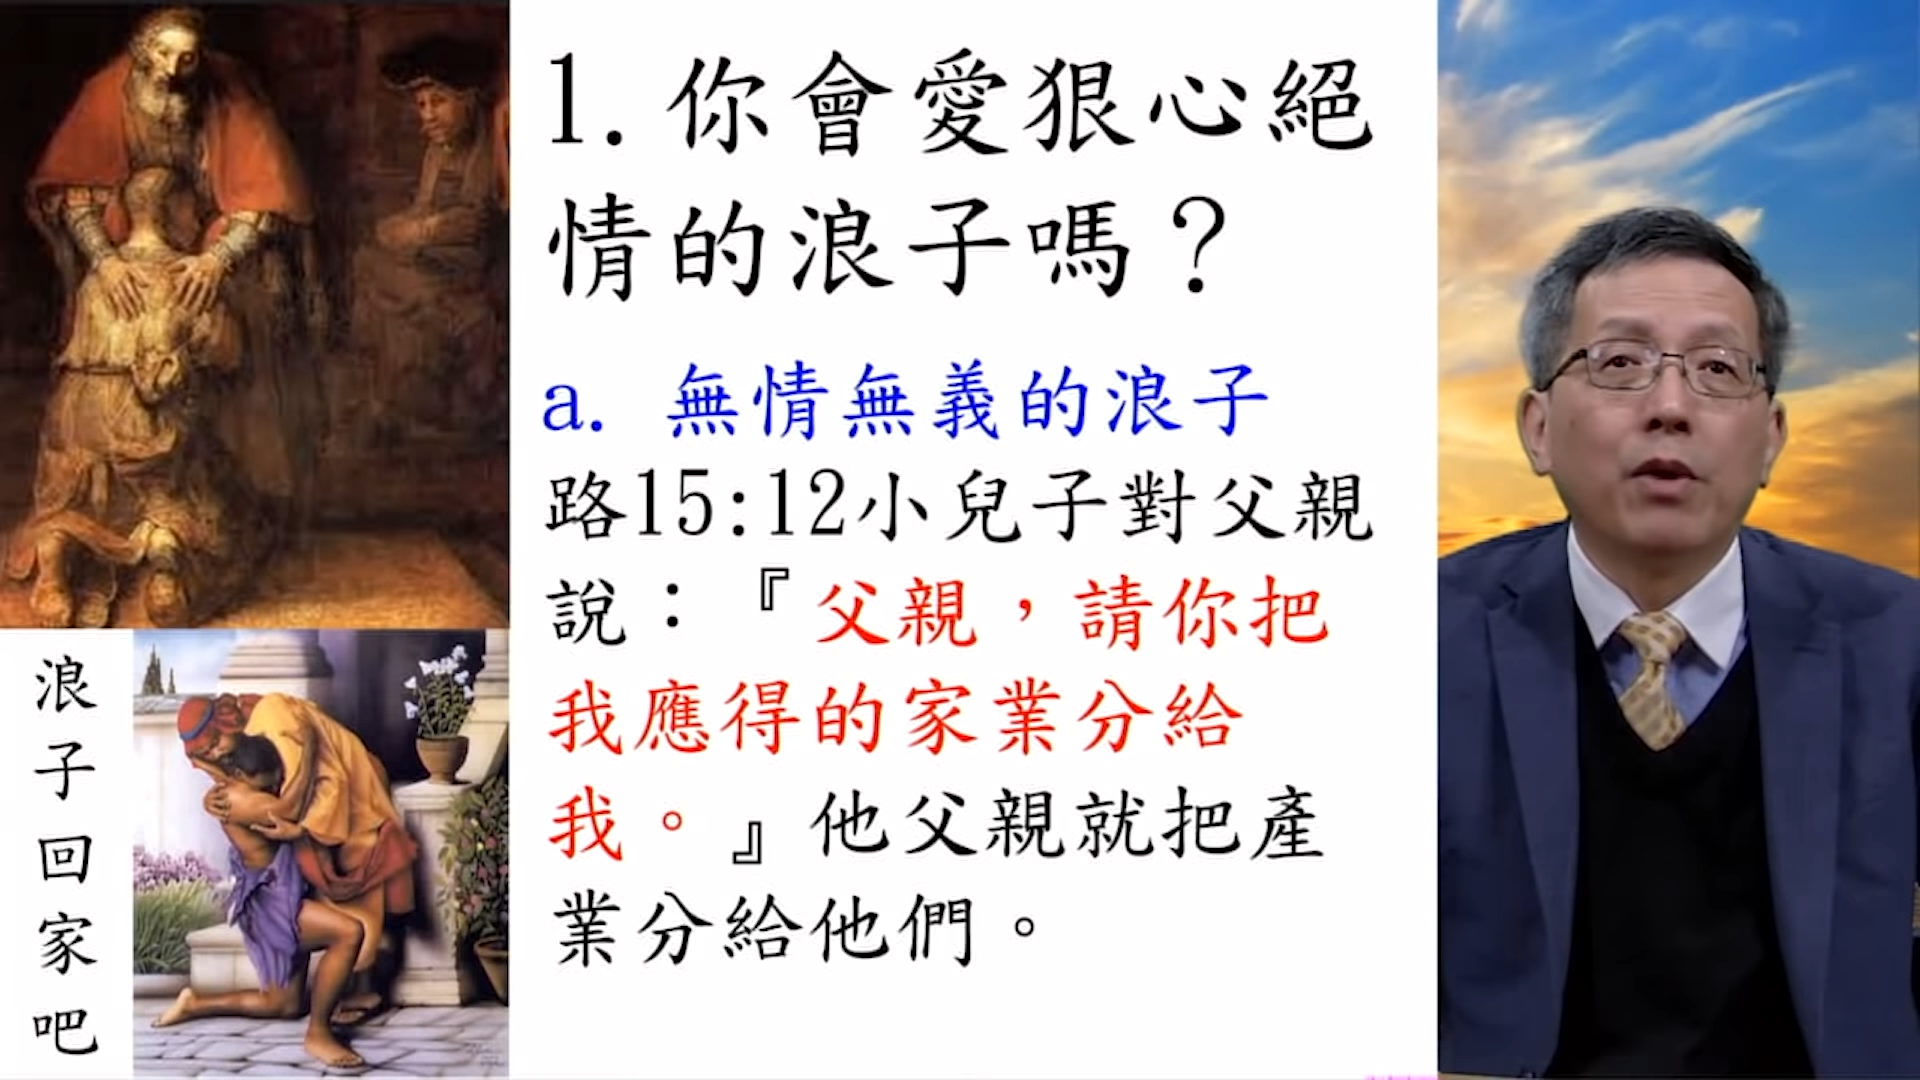 1.你會愛狠心絕
情的浪子嗎？
a. 無情無義的浪子
路15:12小兒子對父親
說：『父親，請你把
我應得的家業分給
我。』他父親就把產
業分給他們。
浪子回家吧